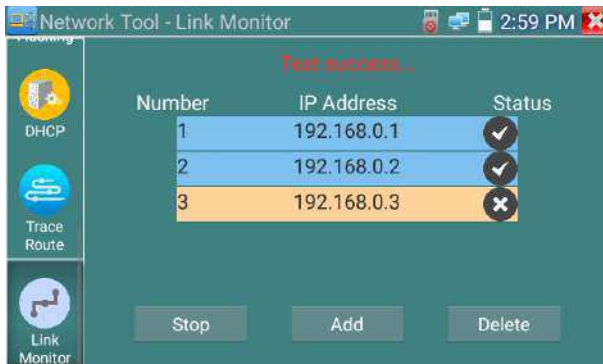 Network Tool - Link Monitor
2:59 PM
Test success...
Number IP Address Status
1 192.168.0.1
2 192.168.0.2
3 192.168.0.3
DHCP
Trace
Route
Link
Monitor
Stop Add Delete